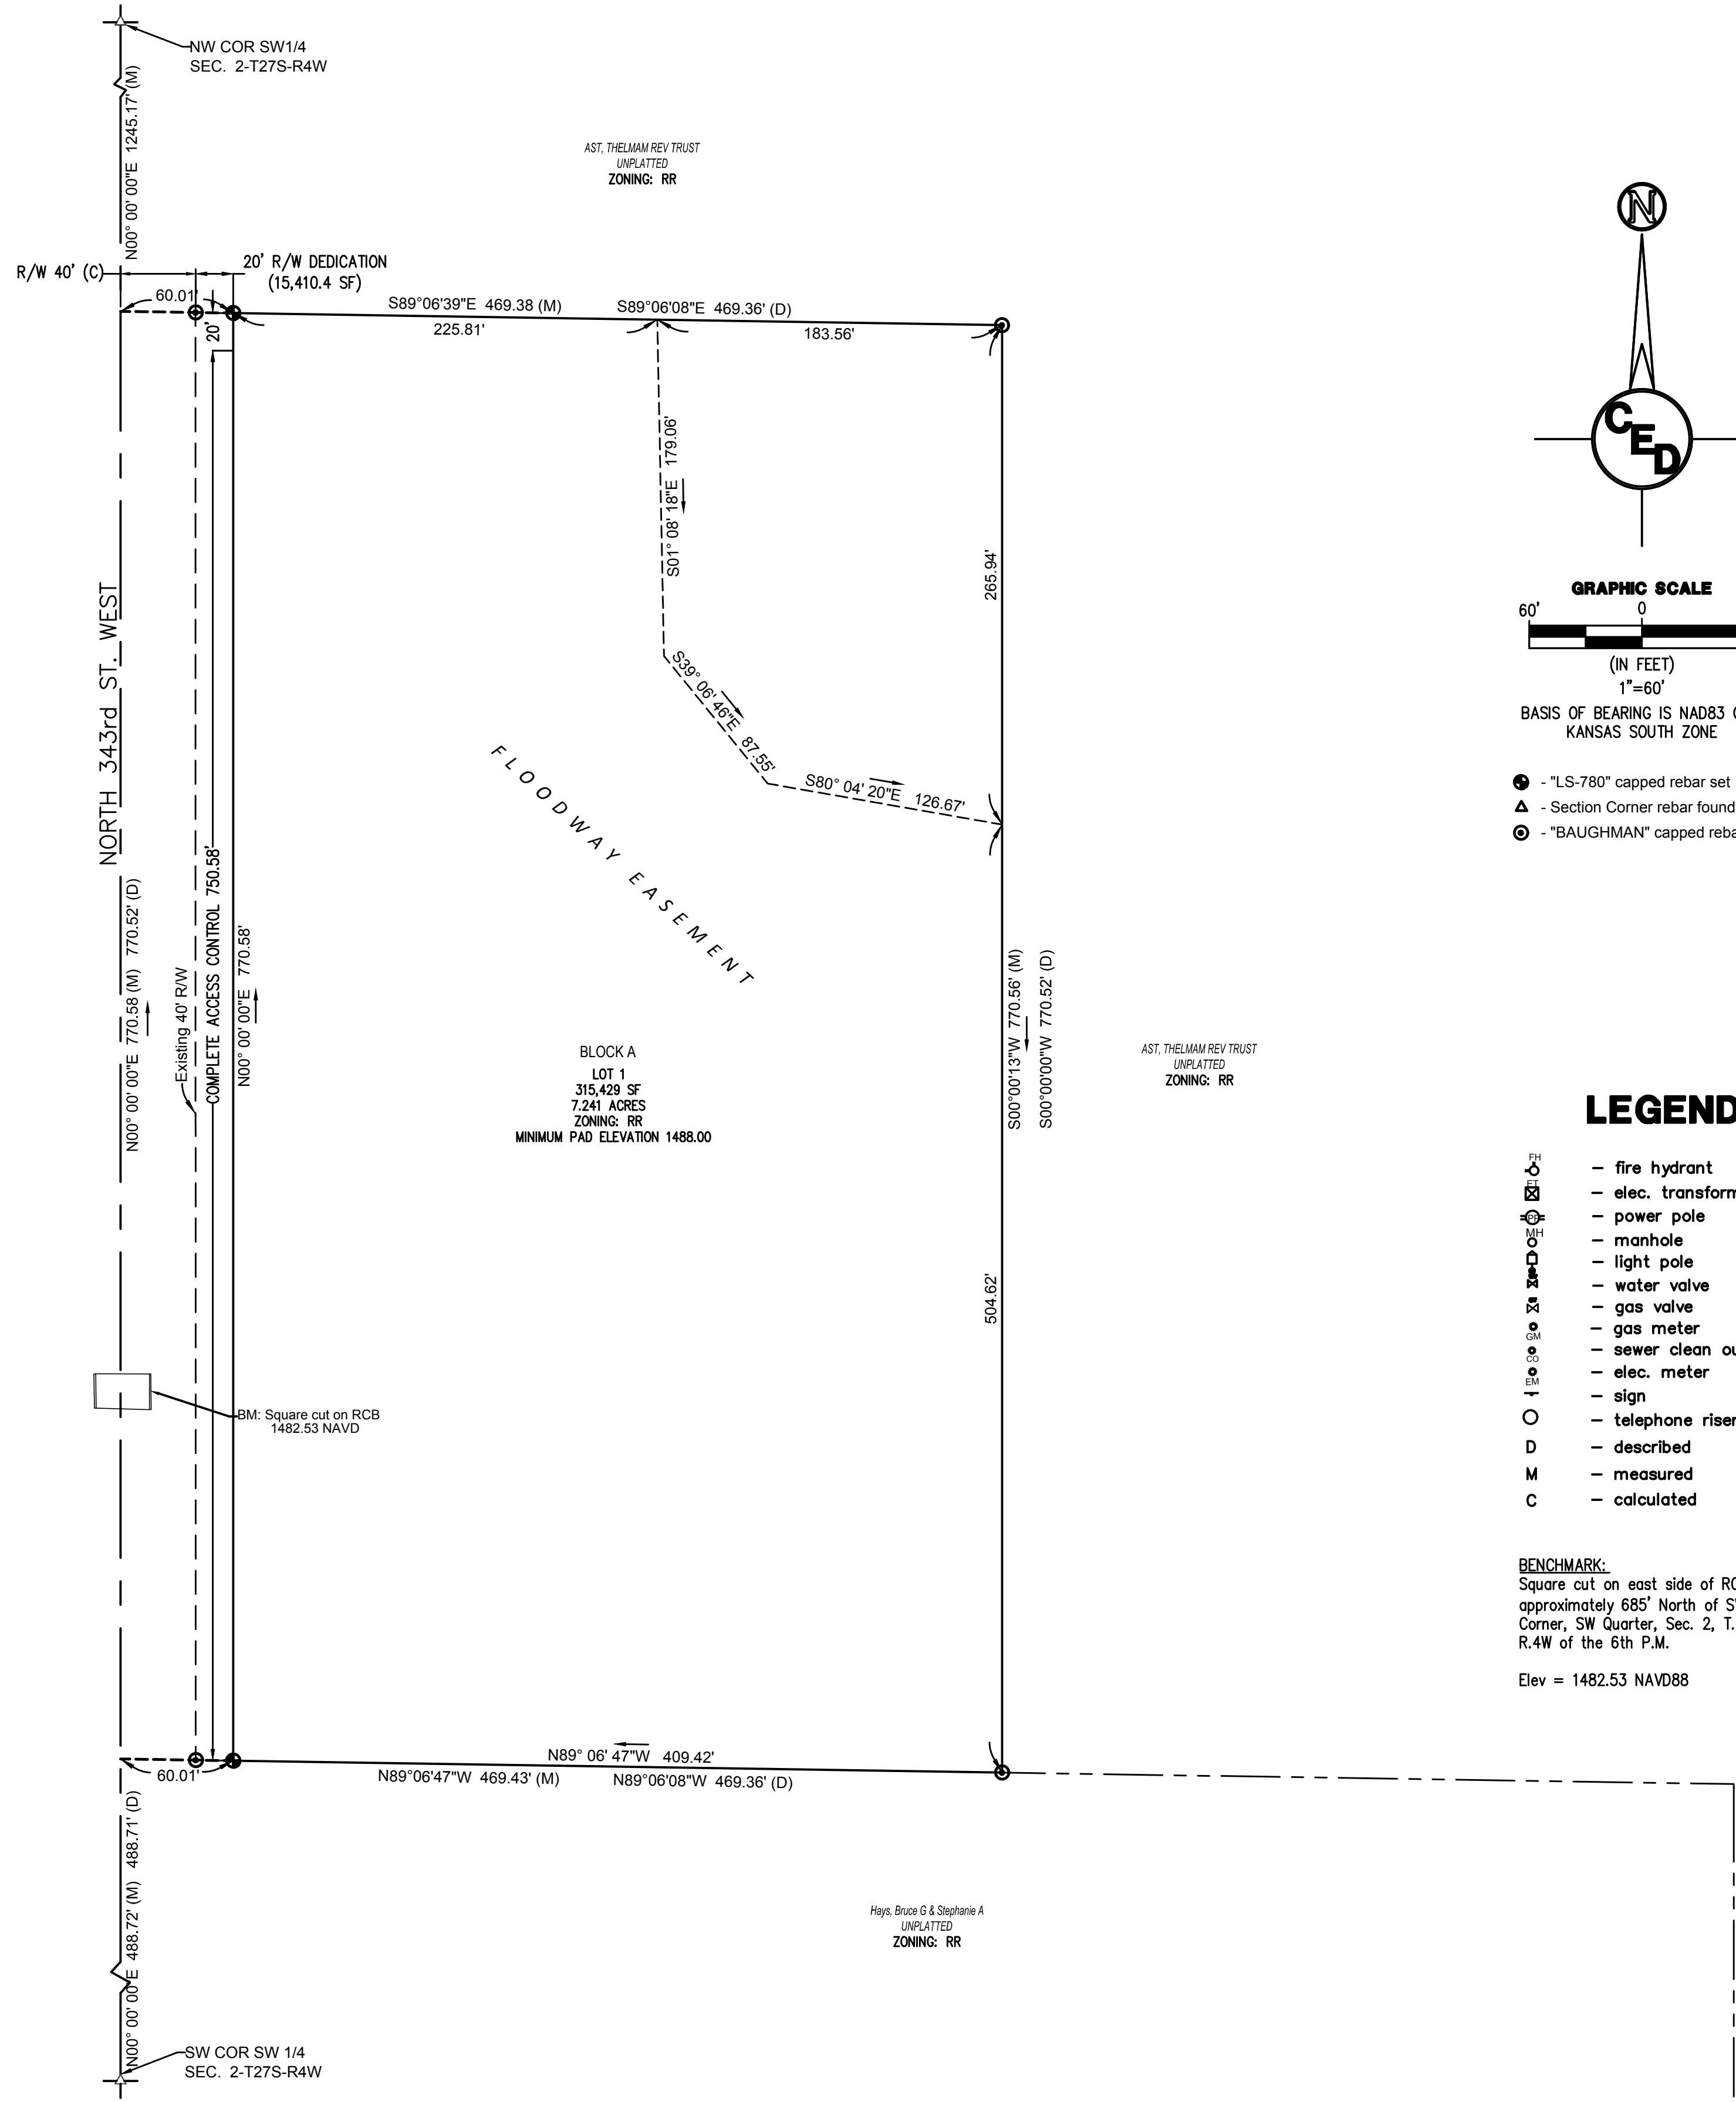 NW COR SW1/4
SEC. 2-T27S-R4W
N00° 00' 00"E 1245.17' (M)
AST, THELMAM REV TRUST
UNPLATTED
ZONING: RR
N
R/W 40' (C)
20' R/W DEDICATION
(15,410.4 SF)
60.01'
20'
S89°06'39"E 469.38 (M)
S89°06'08"E 469.36' (D)
225.81'
183.56'
CED
S01° 08' 18"E 179.06'
265.94'
GRAPHIC SCALE
60'
0
(IN FEET)
1"=60'
BASIS OF BEARING IS NAD83
KANSAS SOUTH ZONE
NORTH 343rd ST. WEST
S39° 06' 46"E 87.55'
S80° 04' 20"E 126.67'
- "LS-780" capped rebar set
- Section Corner rebar found
- "BAUGHMAN" capped reba
FLOODWAY EASEMENT
N00° 00' 00"E 770.58 (M) 770.52' (D)
Existing 40' R/W
COMPLETE ACCESS CONTROL 750.58'
N00° 00' 00"E 770.58'
S00°00'13"W 770.56' (M)
S00°00'00"W 770.52' (D)
BLOCK A
LOT 1
315,429 SF
7.241 ACRES
ZONING: RR
MINIMUM PAD ELEVATION 1488.00
AST, THELMAM REV TRUST
UNPLATTED
ZONING: RR
LEGEND
FH – fire hydrant
ET – elec. transform
PP – power pole
MH – manhole
– light pole
– water valve
– gas valve
GM – gas meter
CO – sewer clean ou
EM – elec. meter
– sign
– telephone riser
D – described
M – measured
C – calculated
504.62'
BM: Square cut on RCB
1482.53 NAVD
BENCHMARK:
Square cut on east side of RC
approximately 685' North of S
Corner, SW Quarter, Sec. 2, T.
R.4W of the 6th P.M.
Elev = 1482.53 NAVD88
60.01'
N89° 06' 47"W 409.42'
N89°06'47"W 469.43' (M)
N89°06'08"W 469.36' (D)
N00° 00' 00"E 488.72' (M) 488.71' (D)
Hays, Bruce G & Stephanie A
UNPLATTED
ZONING: RR
SW COR SW 1/4
SEC. 2-T27S-R4W